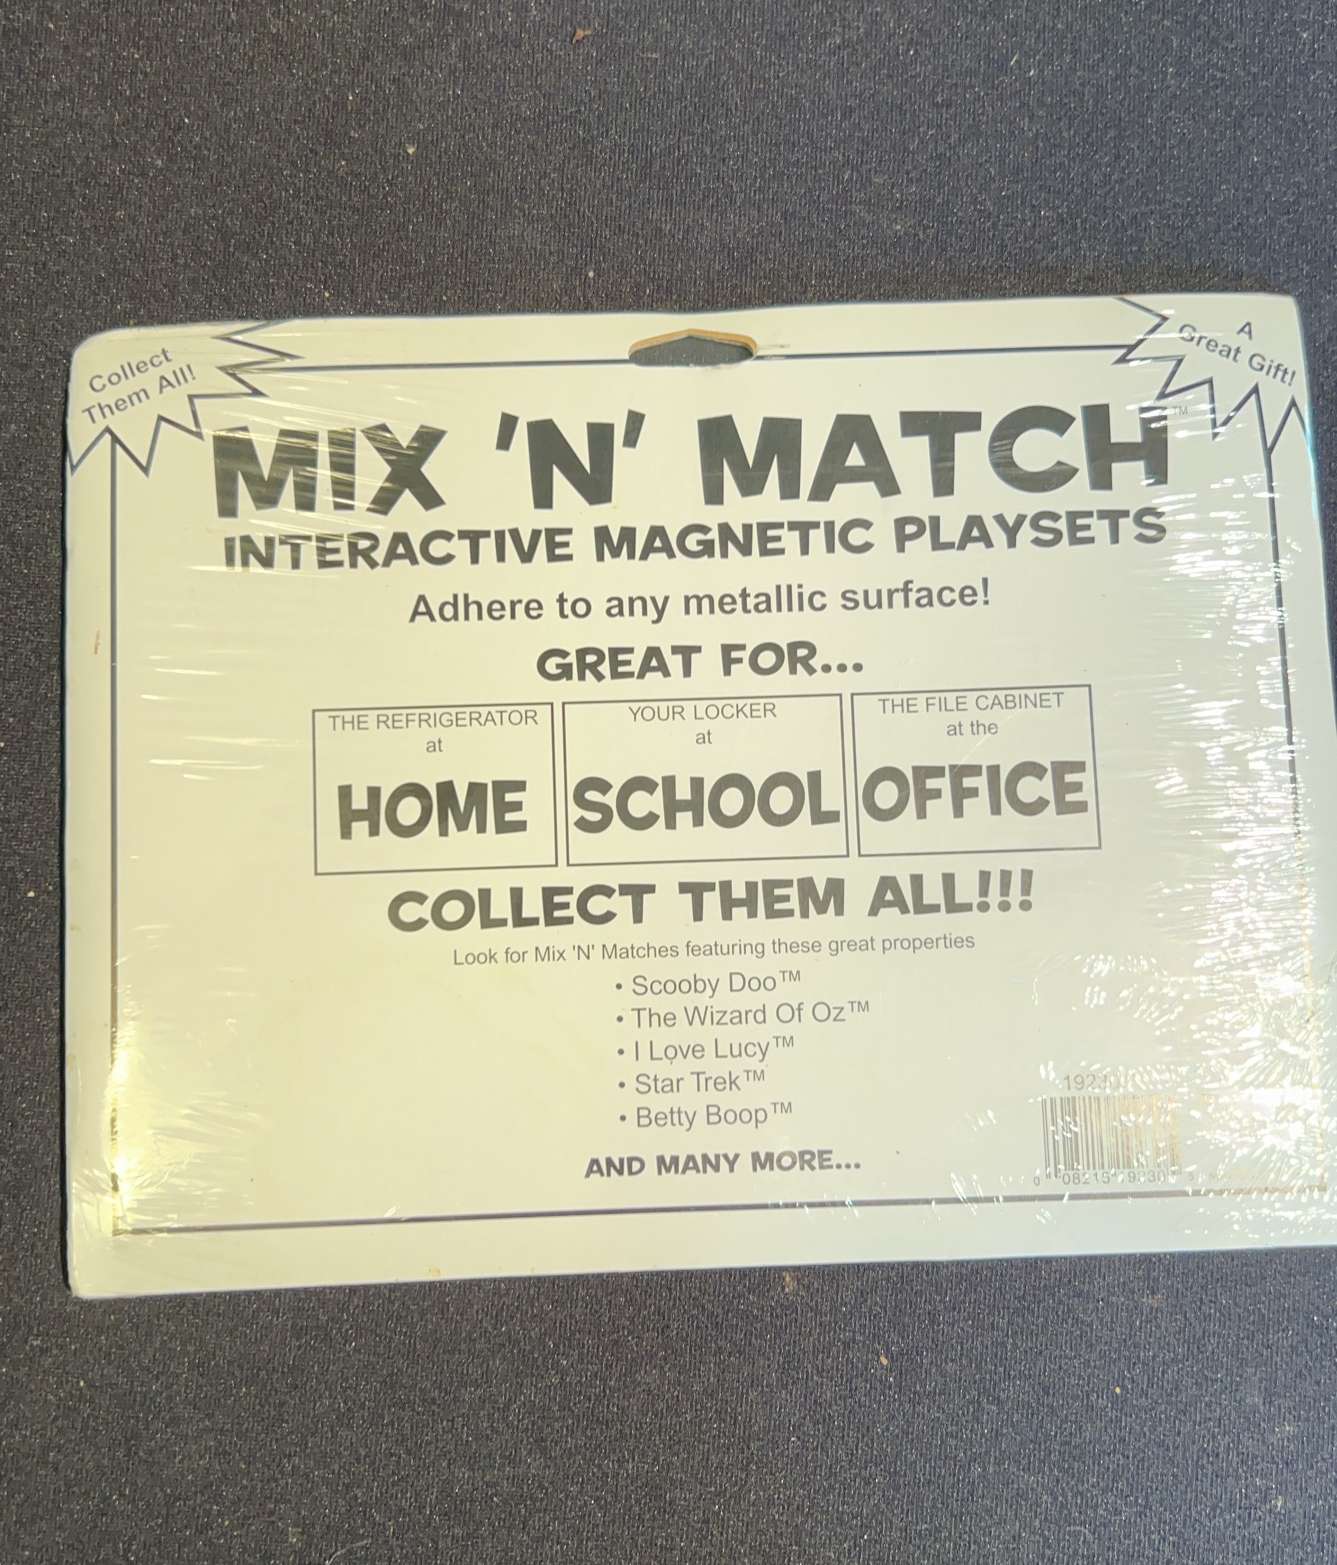 Collect
Them All!
A
Great Gift!
MIX 'N' MATCH™
INTERACTIVE MAGNETIC PLAYSETS
Adhere to any metallic surface!
GREAT FOR...
THE REFRIGERATOR
at
HOME
YOUR LOCKER
at
SCHOOL
THE FILE CABINET
at the
OFFICE
COLLECT THEM ALL!!!
Look for Mix 'N' Matches featuring these great properties
• Scooby Doo™
• The Wizard Of Oz™
• I Love Lucy™
• Star Trek™
• Betty Boop™
AND MANY MORE...